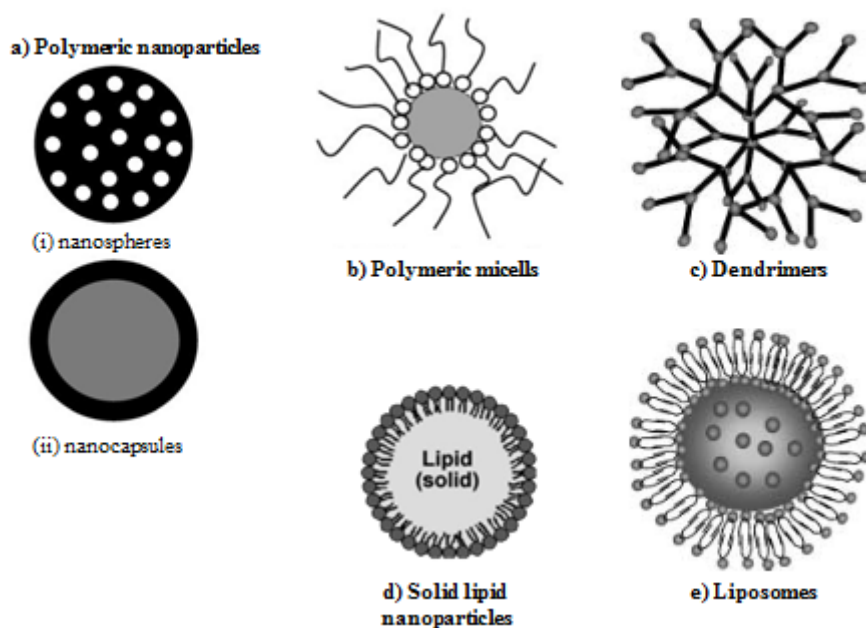 a) Polymeric nanoparticles
(i) nanospheres
(ii) nanocapsules
b) Polymeric micells
c) Dendrimers
Lipid
(solid)
d) Solid lipid
nanoparticles
e) Liposomes